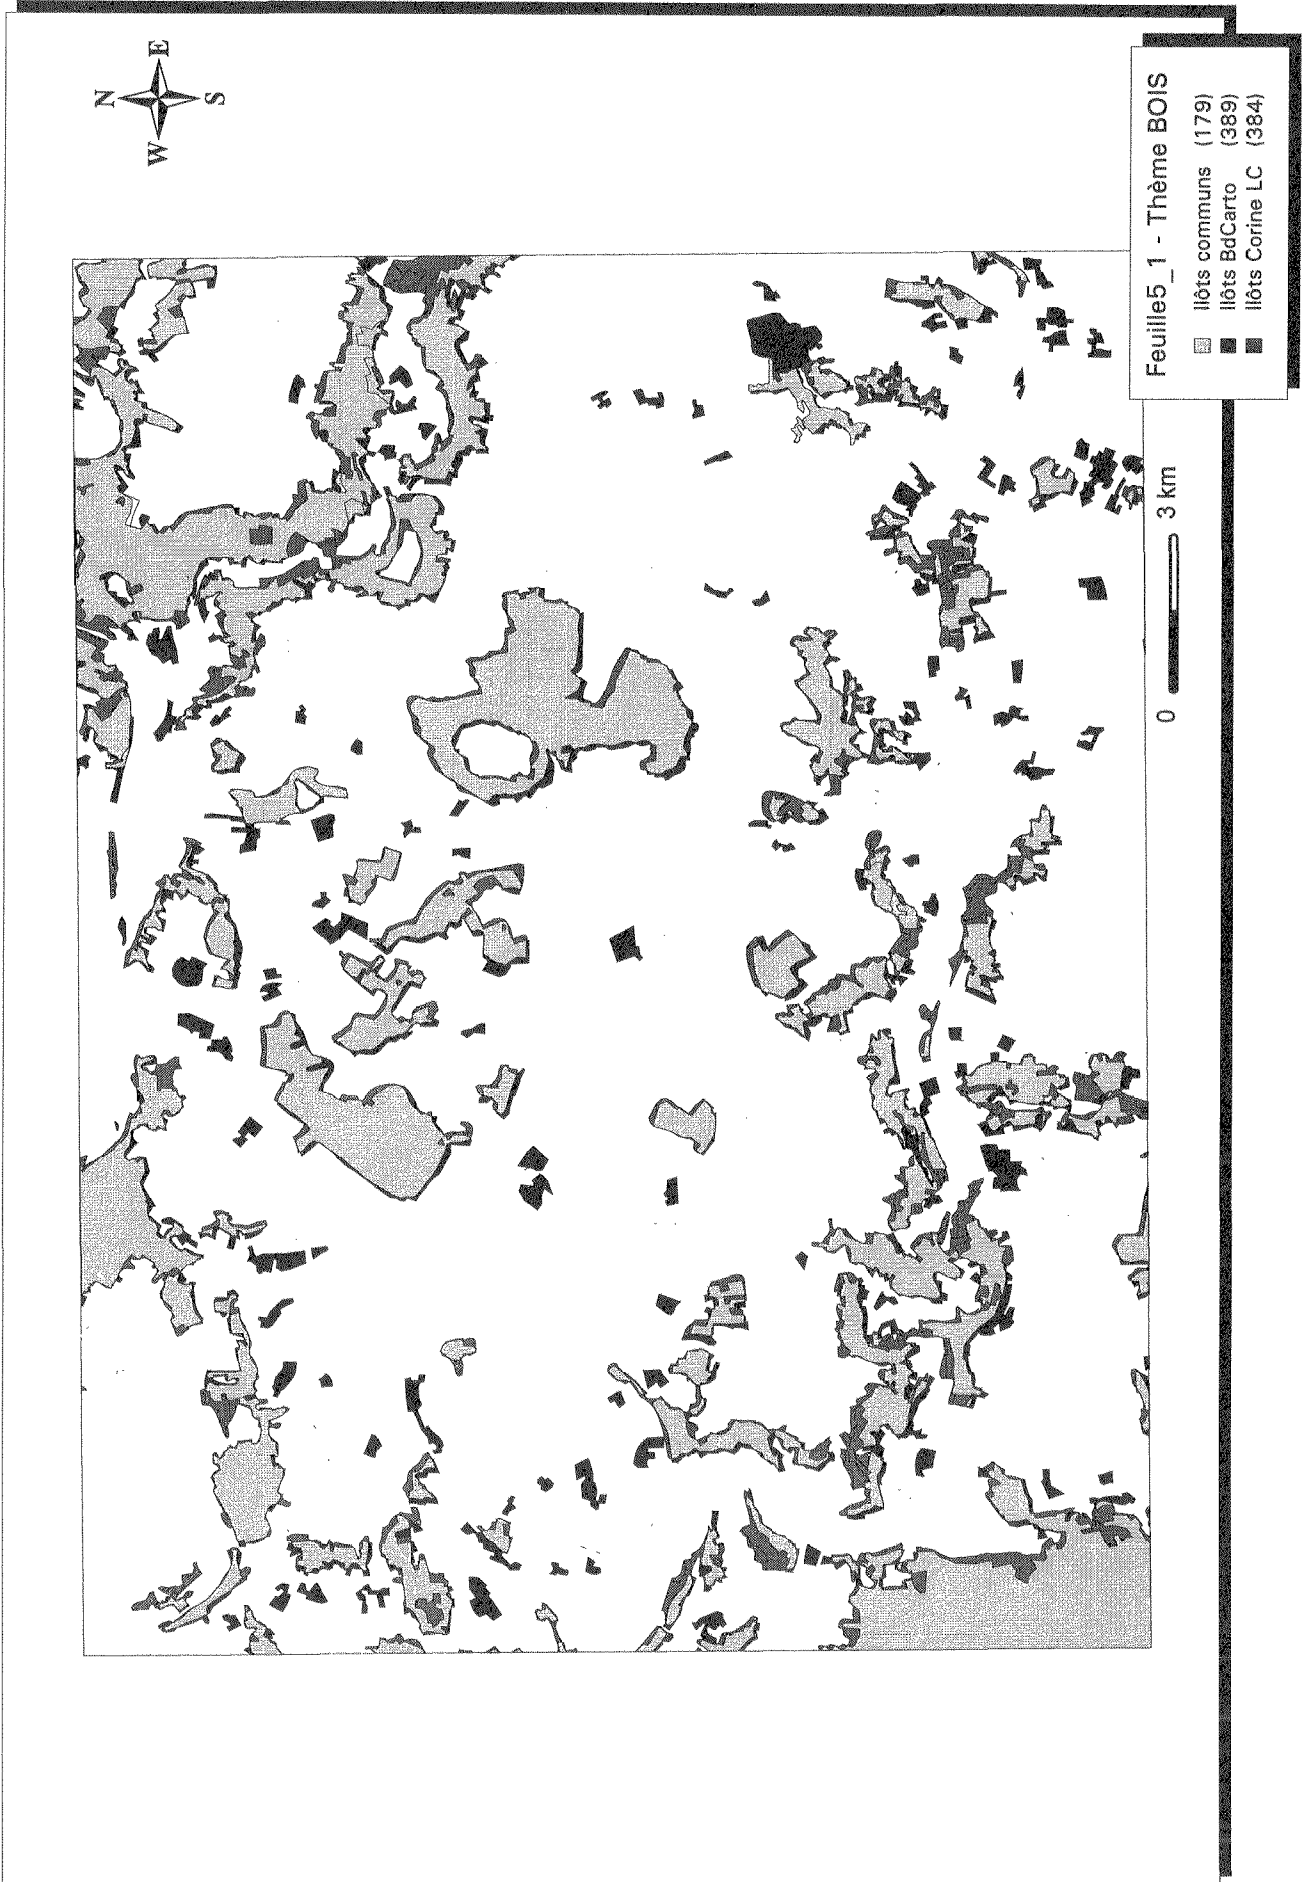 N
W E
S
Feuille5_1 - Thème BOIS
Ilôts communs (179)
Ilôts BdCarto (389)
Ilôts Corine LC (384)
0 3 km